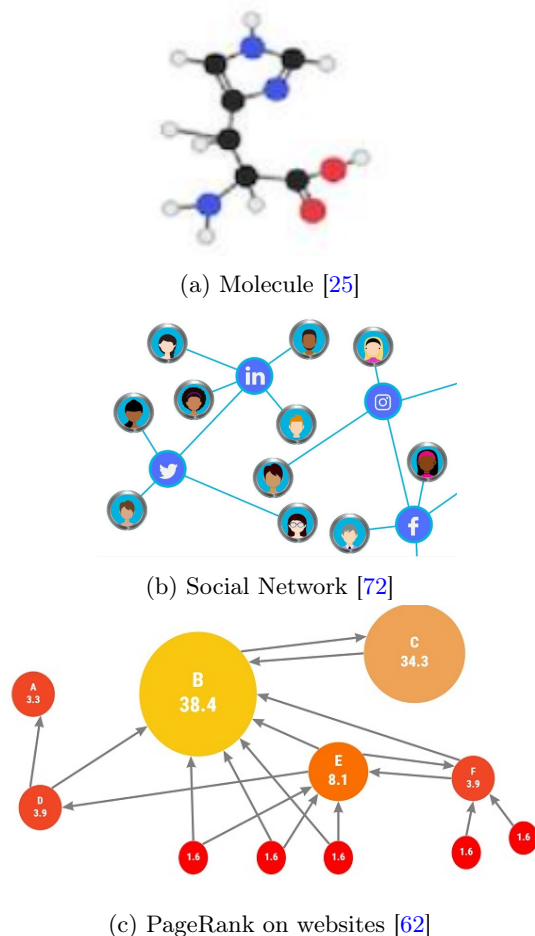 (a) Molecule [25]
in
f
(b) Social Network [72]
B
38.4
C
34.3
A
3.3
E
8.1
F
3.9
D
3.9
1.6
1.6
1.6
1.6
1.6
(c) PageRank on websites [62]